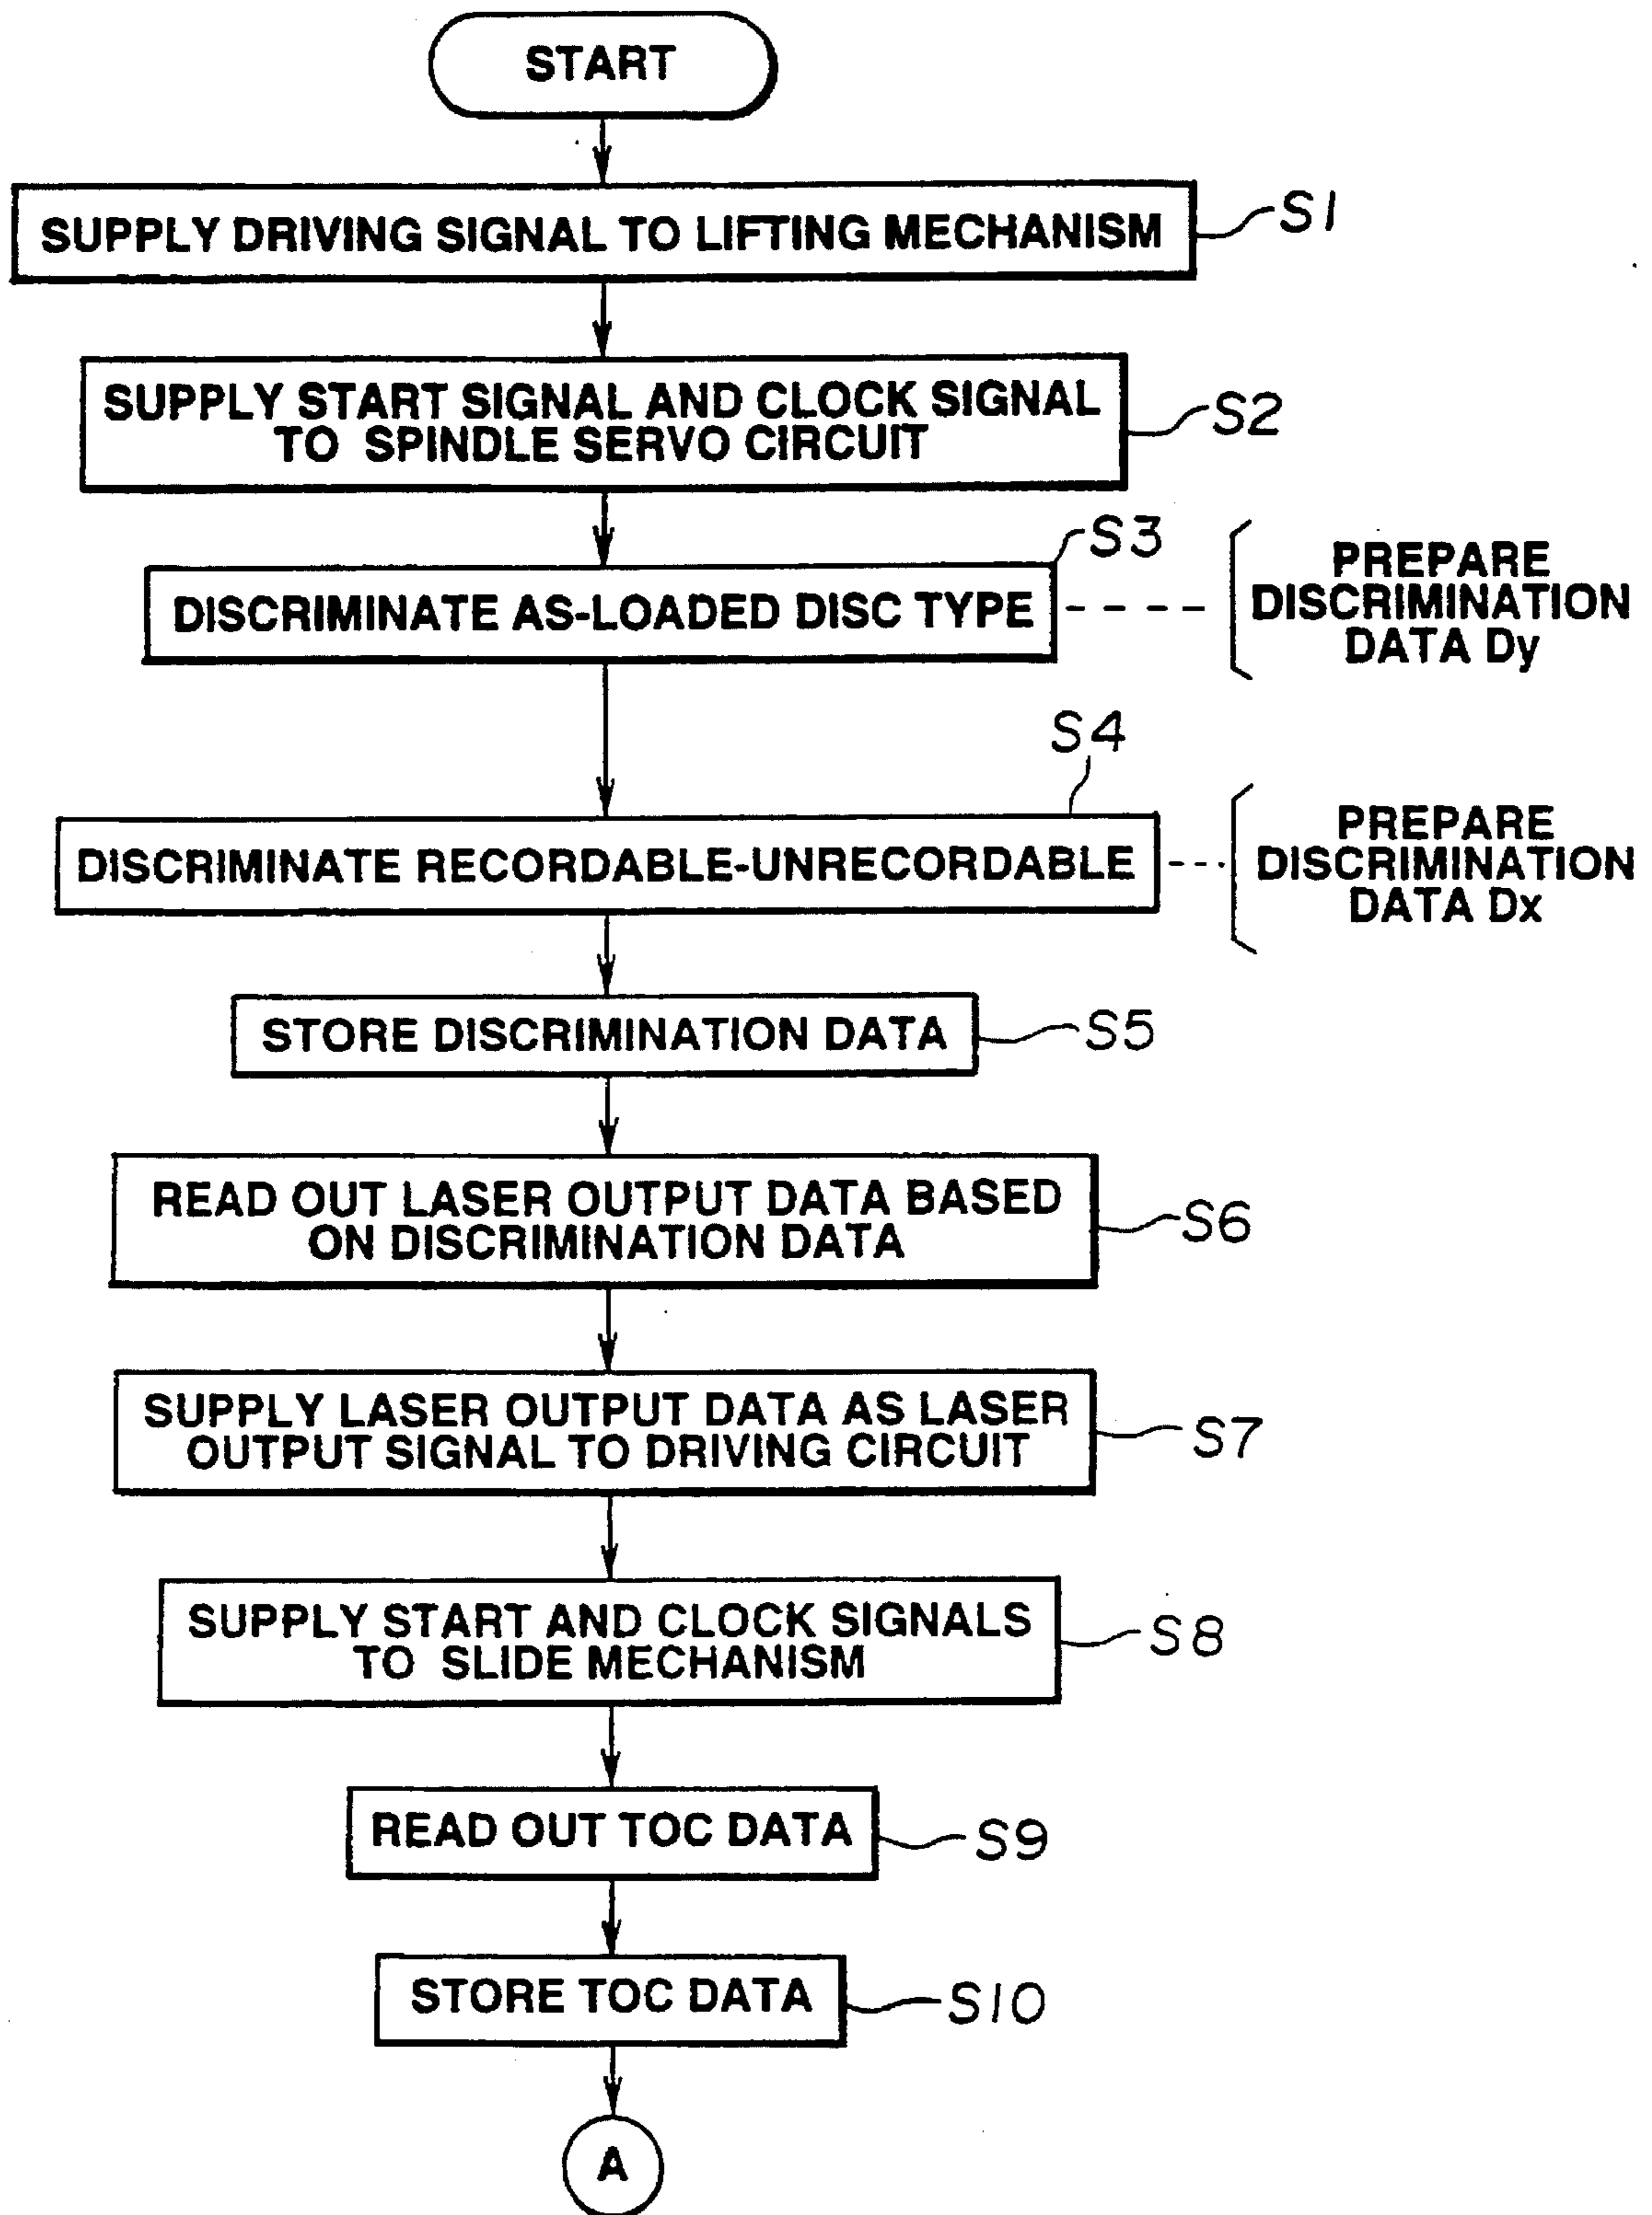 START
SUPPLY DRIVING SIGNAL TO LIFTING MECHANISM
S1
SUPPLY START SIGNAL AND CLOCK SIGNAL
TO SPINDLE SERVO CIRCUIT
S2
S3
DISCRIMINATE AS-LOADED DISC TYPE
PREPARE
DISCRIMINATION
DATA Dy
S4
DISCRIMINATE RECORDABLE-UNRECORDABLE
PREPARE
DISCRIMINATION
DATA Dx
STORE DISCRIMINATION DATA
S5
READ OUT LASER OUTPUT DATA BASED
ON DISCRIMINATION DATA
S6
SUPPLY LASER OUTPUT DATA AS LASER
OUTPUT SIGNAL TO DRIVING CIRCUIT
S7
SUPPLY START AND CLOCK SIGNALS
TO SLIDE MECHANISM
S8
READ OUT TOC DATA
S9
STORE TOC DATA
S10
A